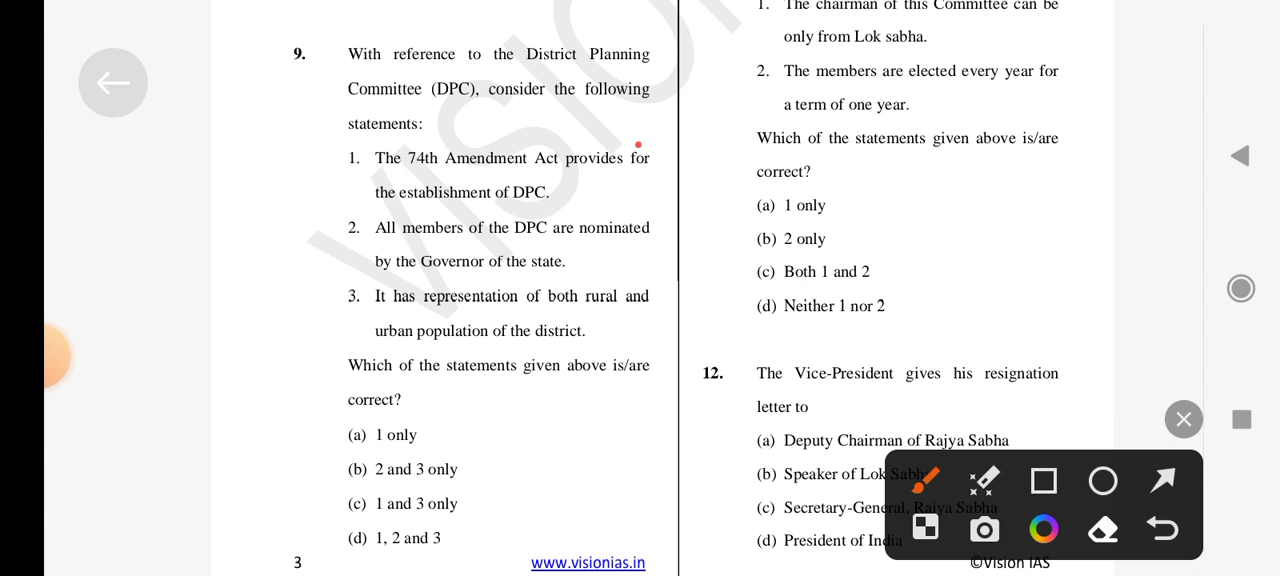 9. With reference to the District Planning
Committee (DPC), consider the following
statements:
1. The 74th Amendment Act provides for
the establishment of DPC.
2. All members of the DPC are nominated
by the Governor of the state.
3. It has representation of both rural and
urban population of the district.
Which of the statements given above is/are
correct?
(a) 1 only
(b) 2 and 3 only
(c) 1 and 3 only
(d) 1, 2 and 3
1. The chairman of this Committee can be
only from Lok sabha.
2. The members are elected every year for
a term of one year.
Which of the statements given above is/are
correct?
(a) 1 only
(b) 2 only
(c) Both 1 and 2
(d) Neither 1 nor 2
12. The Vice-President gives his resignation
letter to
(a) Deputy Chairman of Rajya Sabha
(b) Speaker of Lok Sabha
(c) Secretary-General, Rajya Sabha
(d) President of India
3
www.visionias.in
©Vision IAS
VISION